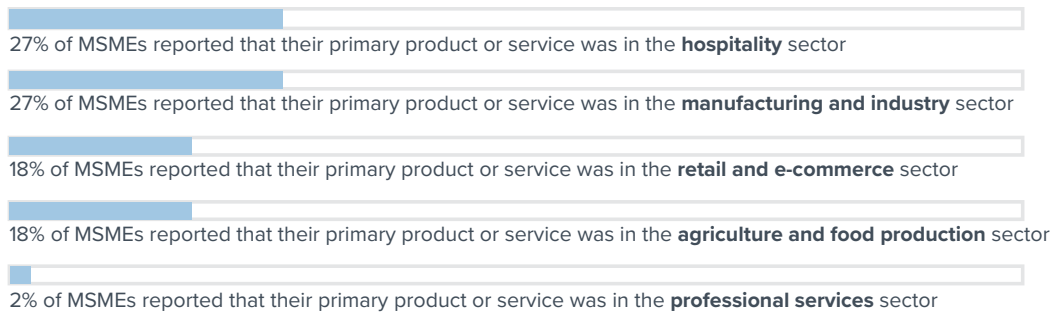 27% of MSMEs reported that their primary product or service was in the hospitality sector
27% of MSMEs reported that their primary product or service was in the manufacturing and industry sector
18% of MSMEs reported that their primary product or service was in the retail and e-commerce sector
18% of MSMEs reported that their primary product or service was in the agriculture and food production sector
2% of MSMEs reported that their primary product or service was in the professional services sector